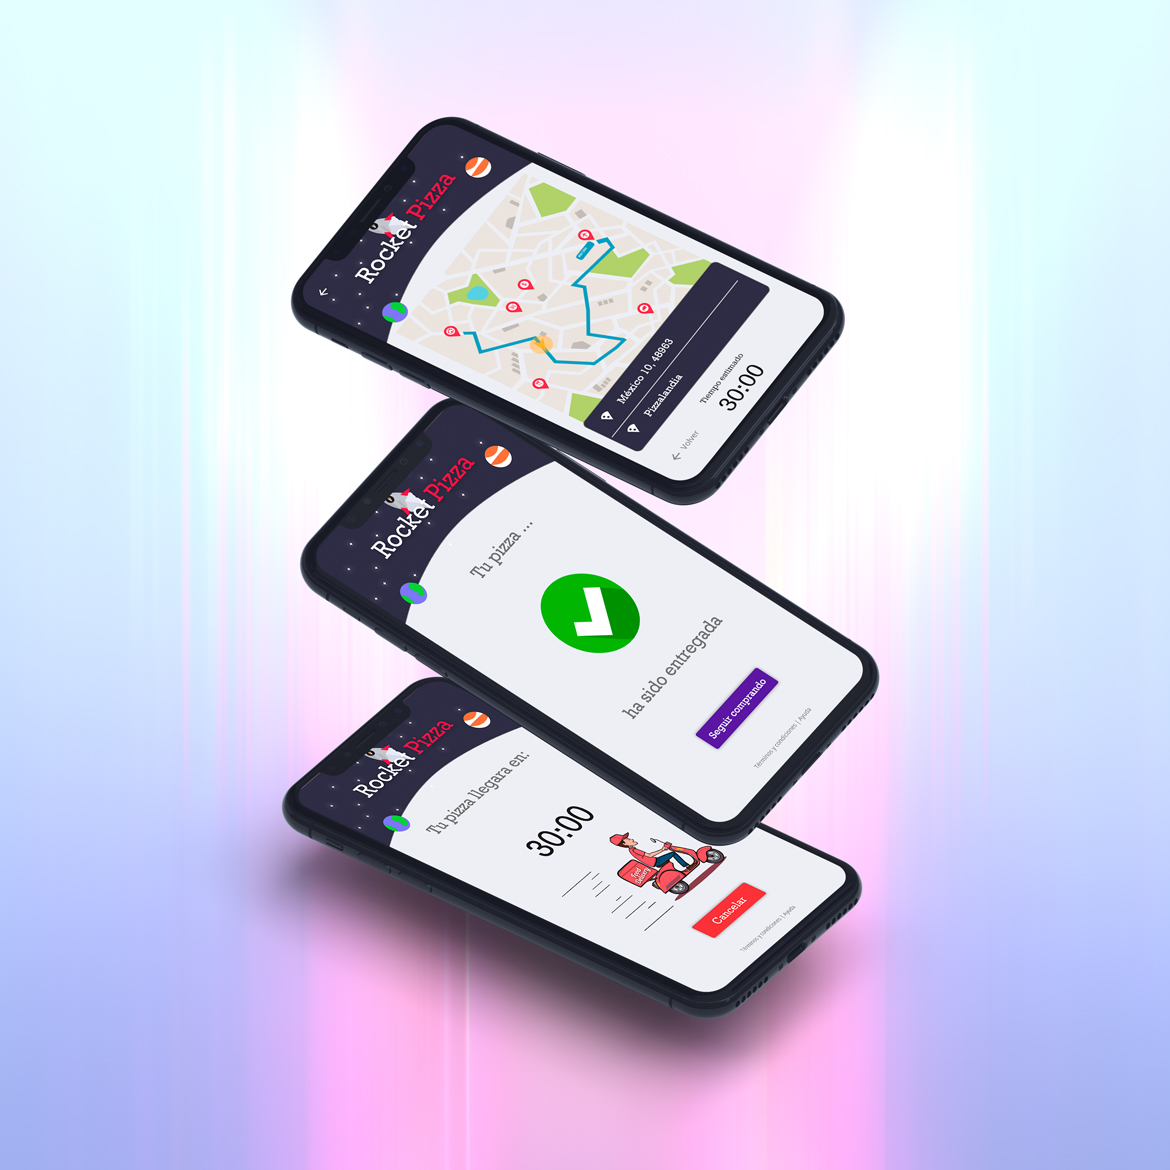 Rocket Pizza
México 10, 48963
Pizzalandia
Tiempo estimado
30:00
← Volver
Rocket Pizza
Tu pizza ...
ha sido entregada
Seguir comprando
Términos y condiciones | Ayuda
Rocket Pizza
Tu pizza llegara en:
30:00
Food
Delivery
Cancelar
Términos y condiciones | Ayuda